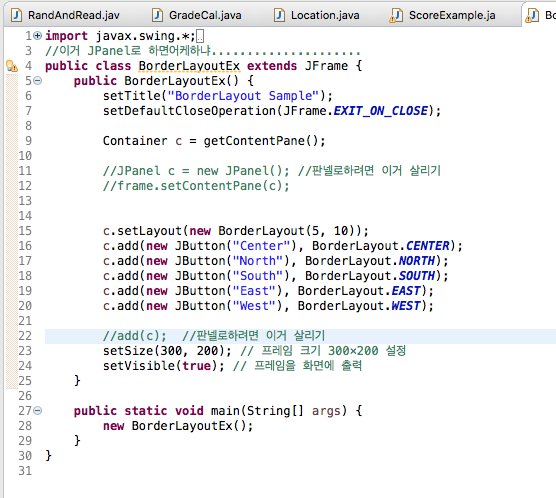 RandAndRead.jav GradeCal.java Location.java ScoreExample.ja Bo
1 import javax.swing.*;
3 //이거 JPanel로 하면어케하냐....................
4 public class BorderLayoutEx extends JFrame {
5 public BorderLayoutEx() {
6 setTitle("BorderLayout Sample");
7 setDefaultCloseOperation(JFrame.EXIT_ON_CLOSE);
8
9 Container c = getContentPane();
10
11 //JPanel c = new JPanel(); //판넬로하려면 이거 살리기
12 //frame.setContentPane(c);
13
14
15 c.setLayout(new BorderLayout(5, 10));
16 c.add(new JButton("Center"), BorderLayout.CENTER);
17 c.add(new JButton("North"), BorderLayout.NORTH);
18 c.add(new JButton("South"), BorderLayout.SOUTH);
19 c.add(new JButton("East"), BorderLayout.EAST);
20 c.add(new JButton("West"), BorderLayout.WEST);
21
22 //add(c); //판넬로하려면 이거 살리기
23 setSize(300, 200); // 프레임 크기 300×200 설정
24 setVisible(true); // 프레임을 화면에 출력
25 }
26
27 public static void main(String[] args) {
28 new BorderLayoutEx();
29 }
30 }
31